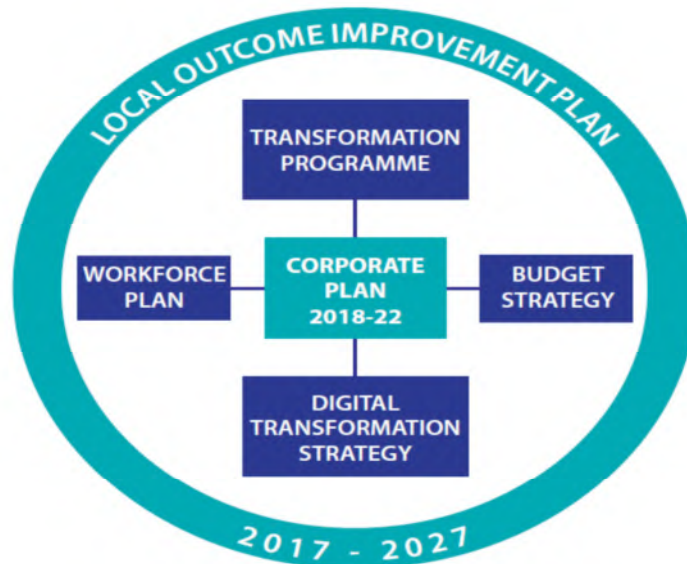 LOCAL OUTCOME IMPROVEMENT PLAN
TRANSFORMATION
PROGRAMME
WORKFORCE
PLAN
CORPORATE
PLAN
2018-22
BUDGET
STRATEGY
DIGITAL
TRANSFORMATION
STRATEGY
2017 - 2027